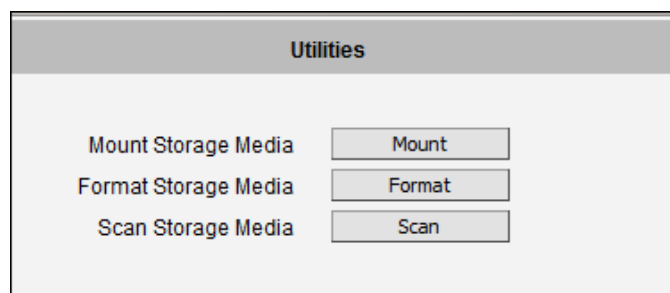 Utilities
Mount Storage Media Mount
Format Storage Media Format
Scan Storage Media Scan